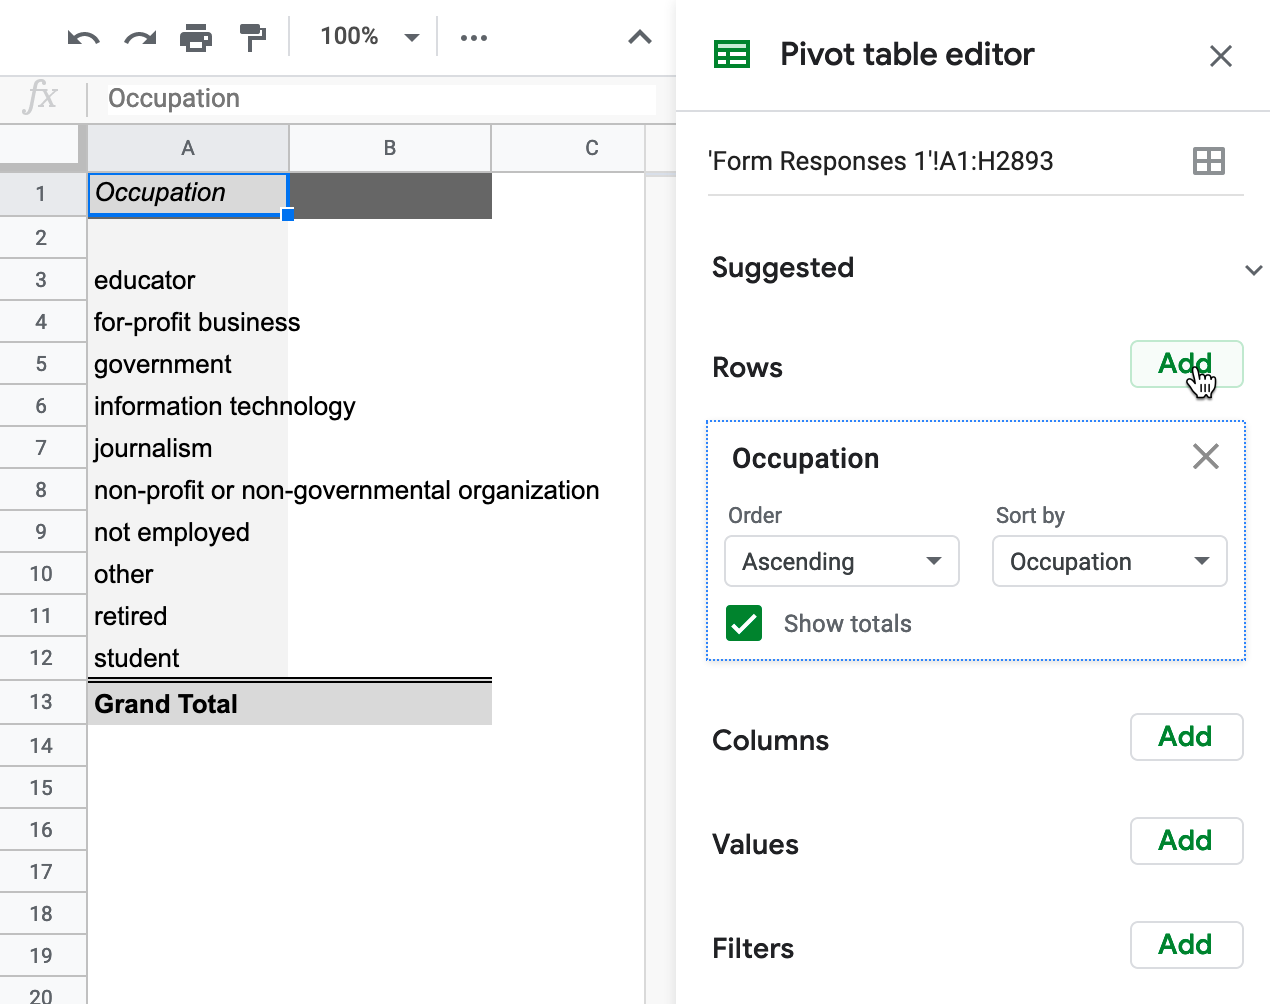 100%
Pivot table editor
fx
Occupation
A B C
'Form Responses 1'!A1:H2893
1 Occupation
2
3 educator
4 for-profit business
5 government
6 information technology
7 journalism
8 non-profit or non-governmental organization
9 not employed
10 other
11 retired
12 student
13 Grand Total
14
15
16
17
18
19
20
Suggested
Rows Add
Occupation
Order Sort by
Ascending Occupation
Show totals
Columns Add
Values Add
Filters Add